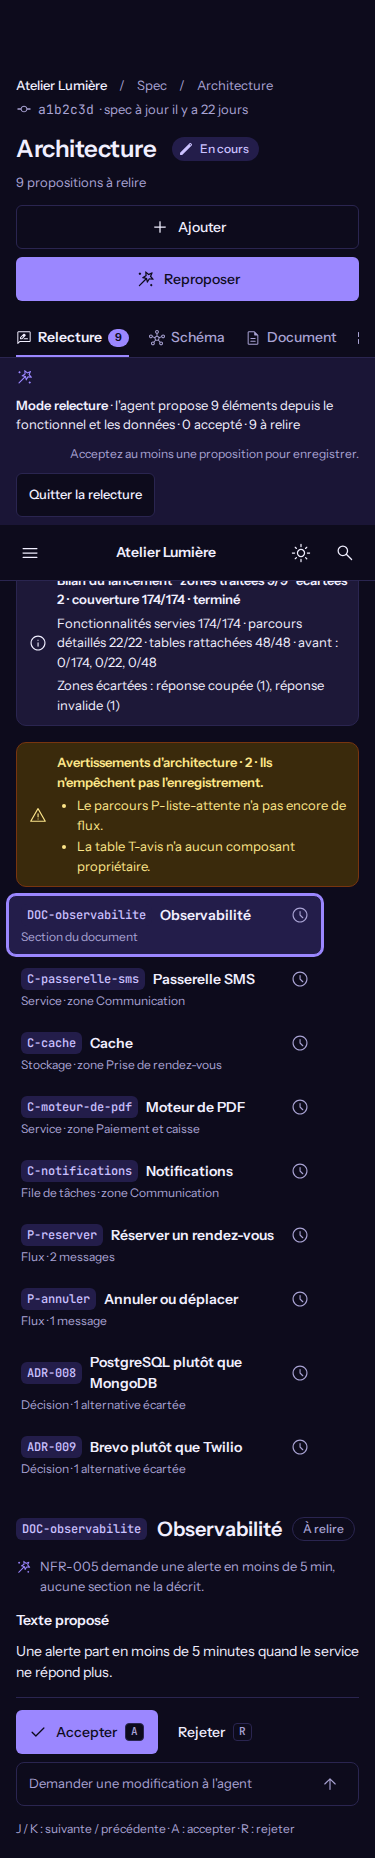 Atelier Lumière / Spec / Architecture
a1b2c3d · spec à jour il y a 22 jours
Architecture En cours
9 propositions à relire
Ajouter
Reproposer
Relecture 9 Schéma Document
Mode relecture · l'agent propose 9 éléments depuis le
fonctionnel et les données · 0 accepté · 9 à relire
Acceptez au moins une proposition pour enregistrer.
Quitter la relecture
Atelier Lumière
Bilan du lancement · zones traitées 9/9 · écartées
2 · couverture 174/174 · terminé
Fonctionnalités servies 174/174 · parcours
détaillés 22/22 · tables rattachées 48/48 · avant :
0/174, 0/22, 0/48
Zones écartées : réponse coupée (1), réponse
invalide (1)
Avertissements d'architecture · 2 · Ils
n'empêchent pas l'enregistrement.
• Le parcours P-liste-attente n'a pas encore de
flux.
• La table T-avis n'a aucun composant
propriétaire.
DOC-observabilite Observabilité
Section du document
C-passerelle-sms Passerelle SMS
Service · zone Communication
C-cache Cache
Stockage · zone Prise de rendez-vous
C-moteur-de-pdf Moteur de PDF
Service · zone Paiement et caisse
C-notifications Notifications
File de tâches · zone Communication
P-reserver Réserver un rendez-vous
Flux · 2 messages
P-annuler Annuler ou déplacer
Flux · 1 message
ADR-008 PostgreSQL plutôt que
MongoDB
Décision · 1 alternative écartée
ADR-009 Brevo plutôt que Twilio
Décision · 1 alternative écartée
DOC-observabilite Observabilité À relire
NFR-005 demande une alerte en moins de 5 min,
aucune section ne la décrit.
Texte proposé
Une alerte part en moins de 5 minutes quand le service
ne répond plus.
Accepter A Rejeter R
Demander une modification à l'agent
J / K : suivante / précédente · A : accepter · R : rejeter